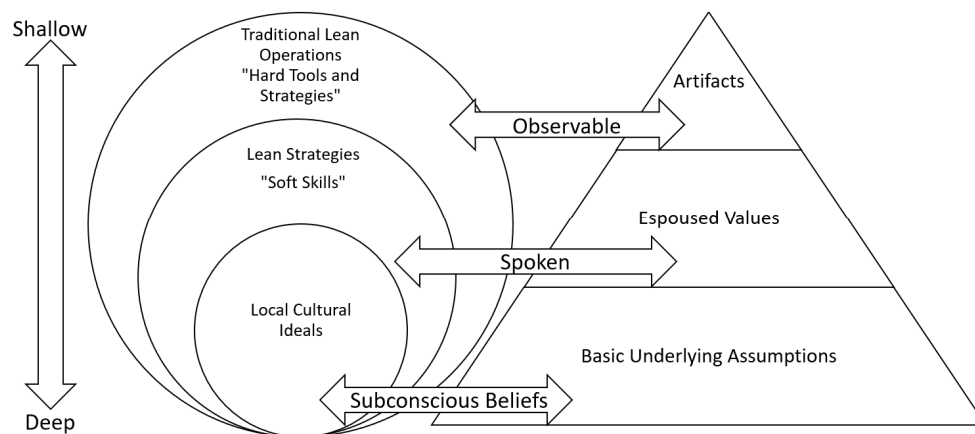 Shallow
Traditional Lean
Operations
"Hard Tools and
Strategies"
Artifacts
Observable
Lean Strategies
"Soft Skills"
Espoused Values
Spoken
Local Cultural
Ideals
Basic Underlying Assumptions
Subconscious Beliefs
Deep